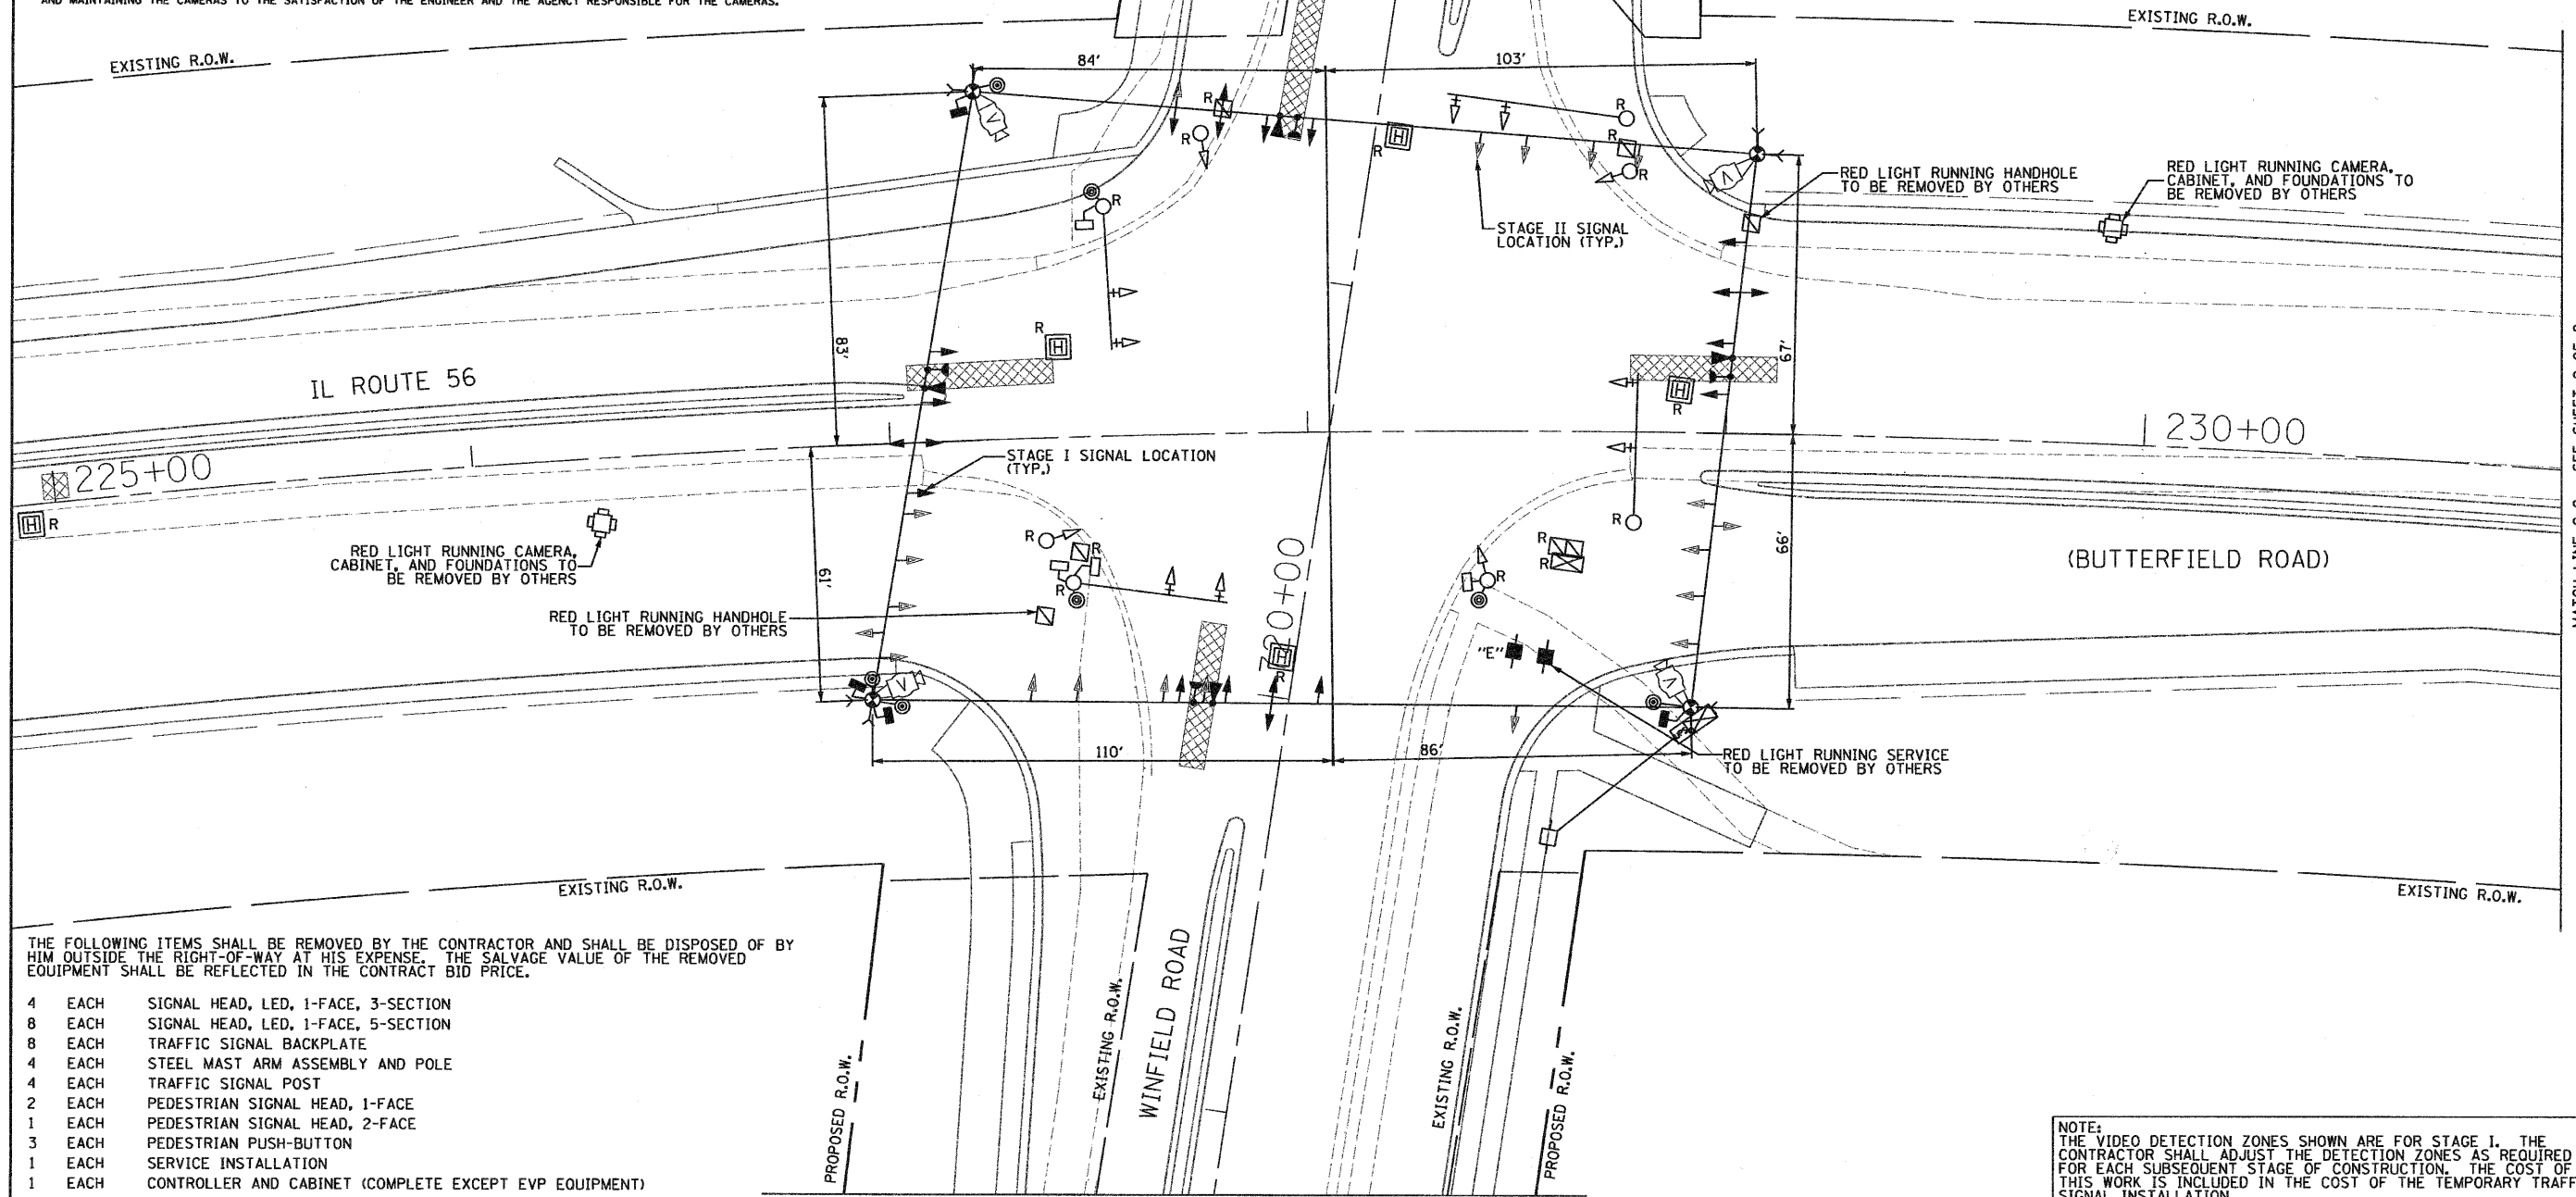 AND MAINTAINING THE CAMERAS TO THE SATISFACTION OF THE ENGINEER AND THE AGENCY RESPONSIBLE FOR THE CAMERAS.
EXISTING R.O.W.
EXISTING R.O.W.
84'
103'
R
R
R
R
R
R
H
RED LIGHT RUNNING HANDHOLE
TO BE REMOVED BY OTHERS
RED LIGHT RUNNING CAMERA,
CABINET, AND FOUNDATIONS TO
BE REMOVED BY OTHERS
STAGE II SIGNAL
LOCATION (TYP.)
R
83'
67'
R
H
H
R
IL ROUTE 56
230+00
225+00
STAGE I SIGNAL LOCATION
(TYP.)
H R
RED LIGHT RUNNING CAMERA,
CABINET, AND FOUNDATIONS TO
BE REMOVED BY OTHERS
R
R
R
R
R
R
R
66'
61'
(BUTTERFIELD ROAD)
RED LIGHT RUNNING HANDHOLE
TO BE REMOVED BY OTHERS
720+00
H
R
"E"
V
V
V
V
110'
86'
RED LIGHT RUNNING SERVICE
TO BE REMOVED BY OTHERS
EXISTING R.O.W.
EXISTING R.O.W.
THE FOLLOWING ITEMS SHALL BE REMOVED BY THE CONTRACTOR AND SHALL BE DISPOSED OF BY
HIM OUTSIDE THE RIGHT-OF-WAY AT HIS EXPENSE. THE SALVAGE VALUE OF THE REMOVED
EQUIPMENT SHALL BE REFLECTED IN THE CONTRACT BID PRICE.
4 EACH SIGNAL HEAD, LED, 1-FACE, 3-SECTION
8 EACH SIGNAL HEAD, LED, 1-FACE, 5-SECTION
8 EACH TRAFFIC SIGNAL BACKPLATE
4 EACH STEEL MAST ARM ASSEMBLY AND POLE
4 EACH TRAFFIC SIGNAL POST
2 EACH PEDESTRIAN SIGNAL HEAD, 1-FACE
1 EACH PEDESTRIAN SIGNAL HEAD, 2-FACE
3 EACH PEDESTRIAN PUSH-BUTTON
1 EACH SERVICE INSTALLATION
1 EACH CONTROLLER AND CABINET (COMPLETE EXCEPT EVP EQUIPMENT)
PROPOSED R.O.W.
EXISTING R.O.W.
WINFIELD ROAD
EXISTING R.O.W.
PROPOSED R.O.W.
NOTE:
THE VIDEO DETECTION ZONES SHOWN ARE FOR STAGE I. THE
CONTRACTOR SHALL ADJUST THE DETECTION ZONES AS REQUIRED
FOR EACH SUBSEQUENT STAGE OF CONSTRUCTION. THE COST OF
THIS WORK IS INCLUDED IN THE COST OF THE TEMPORARY TRAFF
SIGNAL INSTALLATION